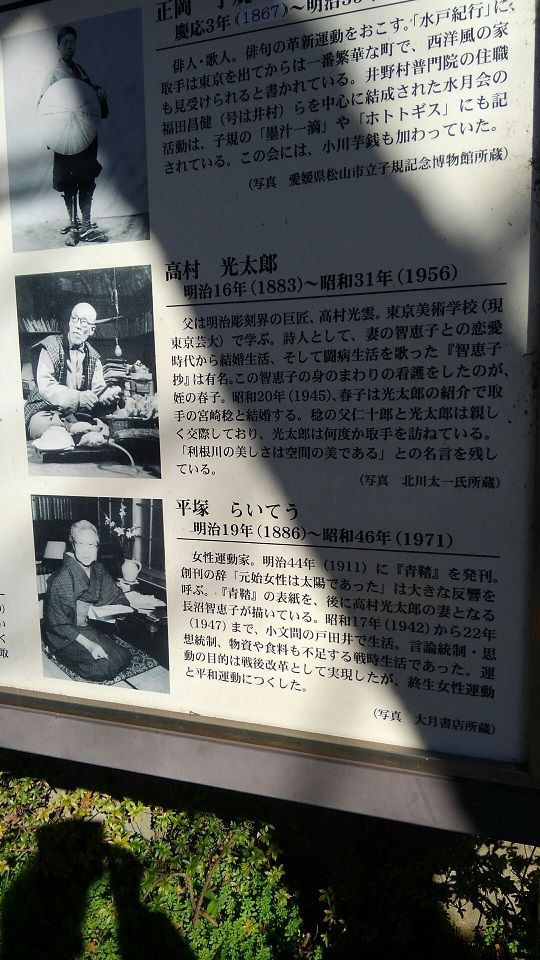 正岡 子規
慶応3年（1867）～明治
俳人・歌人。俳句の革新運動をおこす。「水戸紀行」に、
取手は東京を出てからは一番繁華な町で、西洋風の家
も見受けられると書かれている。井野村普門院の住職
福田昌健（号は井村）らを中心に結成された水月会の
活動は、子規の「墨汁一滴」や「ホトトギス」にも記
されている。この会には、小川芋銭も加わっていた。
（写真 愛媛県松山市立子規記念博物館所蔵）
高村 光太郎
明治16年（1883）～昭和31年（1956）
父は明治彫刻界の巨匠、高村光雲。東京美術学校（現
東京芸大）で学ぶ。詩人として、妻の智恵子との恋愛
時代から結婚生活、そして闘病生活を歌った『智恵子
抄』は有名。この智恵子の身のまわりの看護をしたのが、
姪の春子。昭和20年（1945）、春子は光太郎の紹介で取
手の宮崎稔と結婚する。稔の父仁十郎と光太郎は親し
く交際しており、光太郎は何度か取手を訪ねている。
「利根川の美しさは空間の美である」との名言を残し
ている。
（写真 北川太一氏所蔵）
平塚 らいてう
明治19年（1886）～昭和46年（1971）
女性運動家。明治44年（1911）に『青鞜』を発刊。
創刊の辞「元始女性は太陽であった」は大きな反響を
呼ぶ。『青鞜』の表紙を、後に高村光太郎の妻となる
長沼智恵子が描いている。昭和17年（1942）から22年
（1947）まで、小文間の戸田井で生活。言論統制・思
想統制、物資や食料も不足する戦時生活であった。運
動の目的は戦後改革として実現したが、終生女性運動
と平和運動につくした。
（写真 大月書店所蔵）